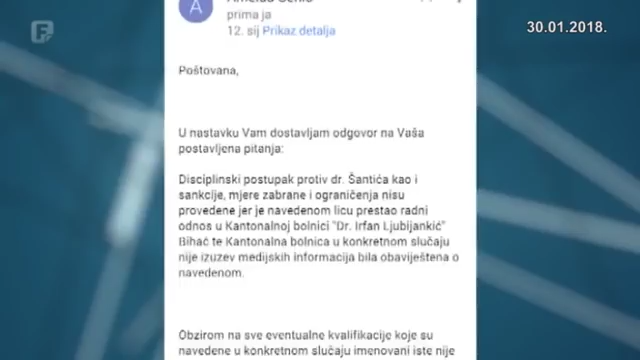 30.01.2018.
A
prima ja
12. sij Prikaz detalja
Poštovana,
U nastavku Vam dostavljam odgovor na Vaša
postavljena pitanja:
Disciplinski postupak protiv dr. Šantića kao i
sankcije, mjere zabrane i ograničenja nisu
provedene jer je navedenom licu prestao radni
odnos u Kantonalnoj bolnici "Dr. Irfan Ljubijankić"
Bihać te Kantonalna bolnica u konkretnom slučaju
nije izuzev medijskih informacija bila obaviještena o
navedenom.
Obzirom na sve eventualne kvalifikacije koje su
navedene u konkretnom slučaju imenovani iste nije